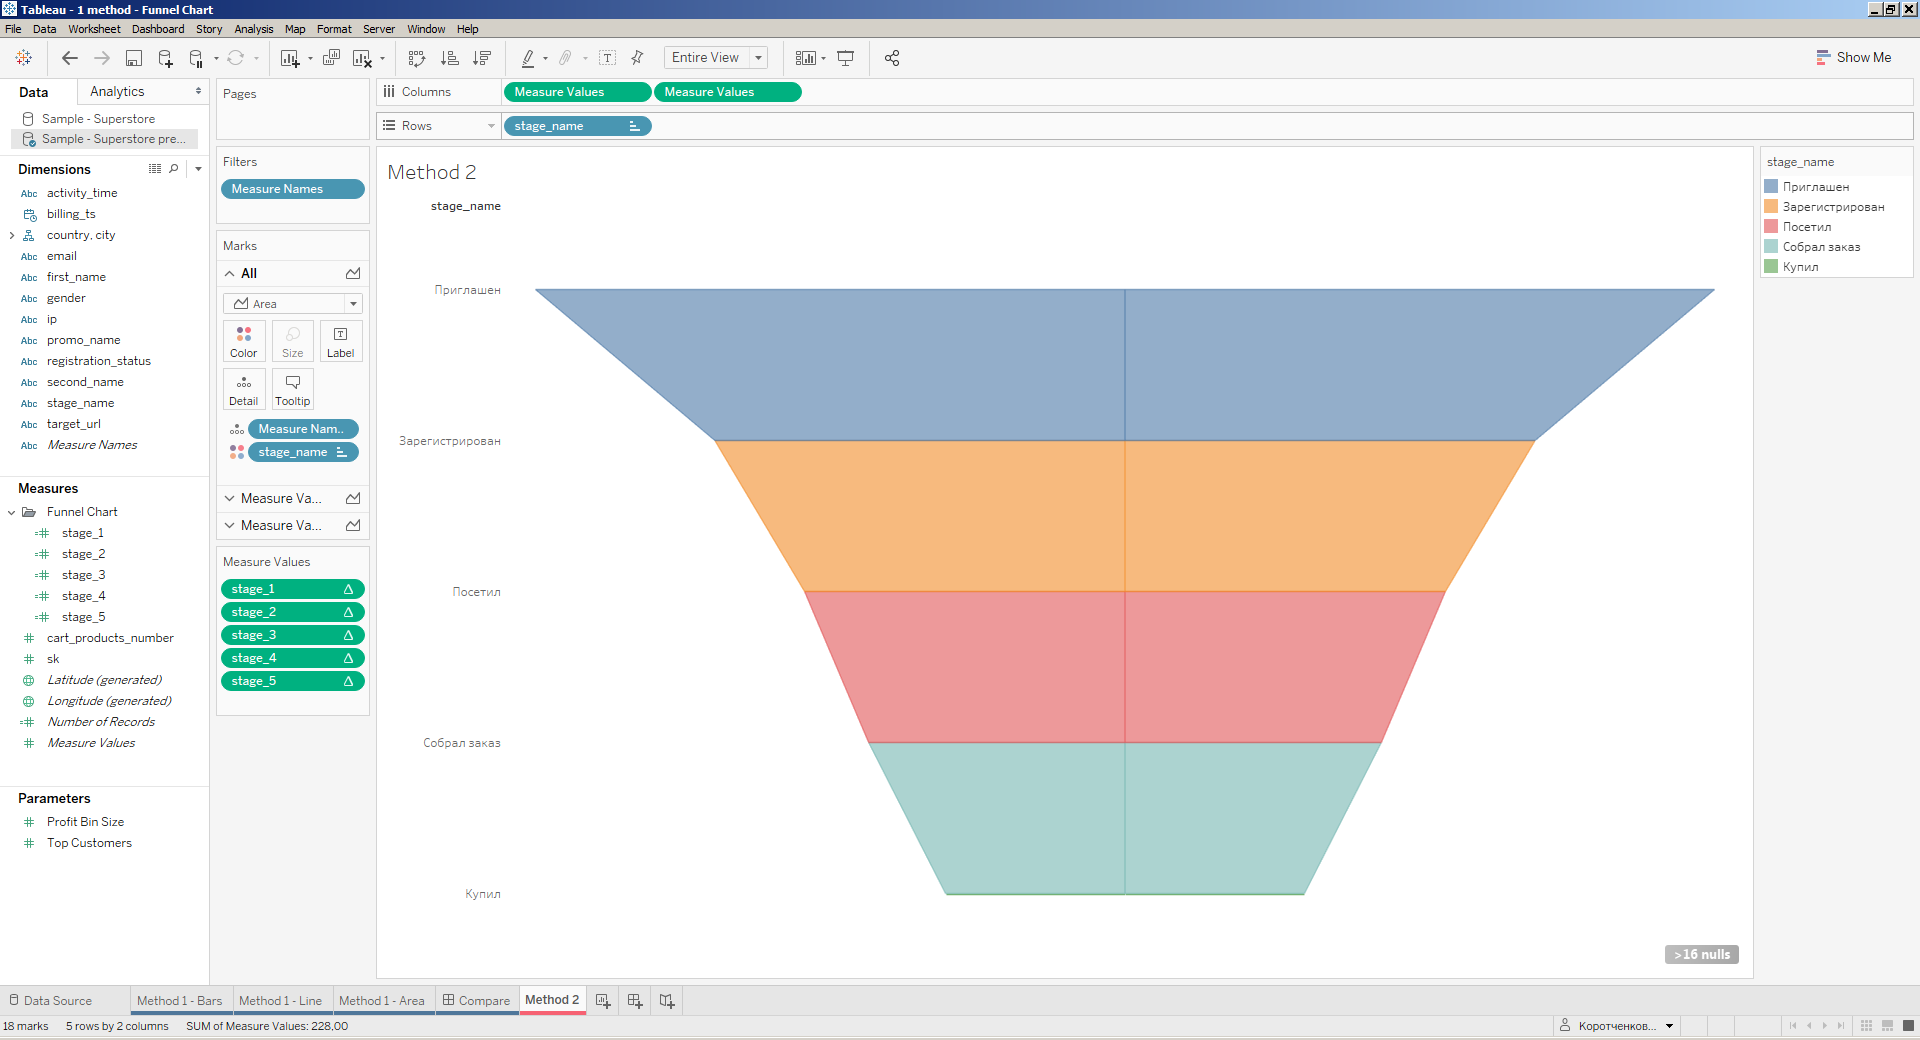 Tableau - 1 method - Funnel Chart
File Data Worksheet Dashboard Story Analysis Map Format Server Window Help
Entire View
Show Me
Data
Analytics
Sample - Superstore
Sample - Superstore pre...
Dimensions
Abc activity_time
billing_ts
country, city
Abc email
Abc first_name
Abc gender
Abc ip
Abc promo_name
Abc registration_status
Abc second_name
Abc stage_name
Abc target_url
Abc Measure Names
Measures
Funnel Chart
stage_1
stage_2
stage_3
stage_4
stage_5
cart_products_number
sk
Latitude (generated)
Longitude (generated)
Number of Records
Measure Values
Parameters
Profit Bin Size
Top Customers
Pages
Filters
Measure Names
Marks
All
Area
Color Size Label
Detail Tooltip
Measure Nam..
stage_name
Measure Va...
Measure Va...
Measure Values
stage_1
stage_2
stage_3
stage_4
stage_5
Columns
Measure Values Measure Values
Rows
stage_name
Method 2
stage_name
Приглашен
Зарегистрирован
Посетил
Собрал заказ
Купил
>16 nulls
stage_name
Приглашен
Зарегистрирован
Посетил
Собрал заказ
Купил
Data Source
Method 1 - Bars
Method 1 - Line
Method 1 - Area
Compare
Method 2
18 marks 5 rows by 2 columns SUM of Measure Values: 228,00
Коротченков...